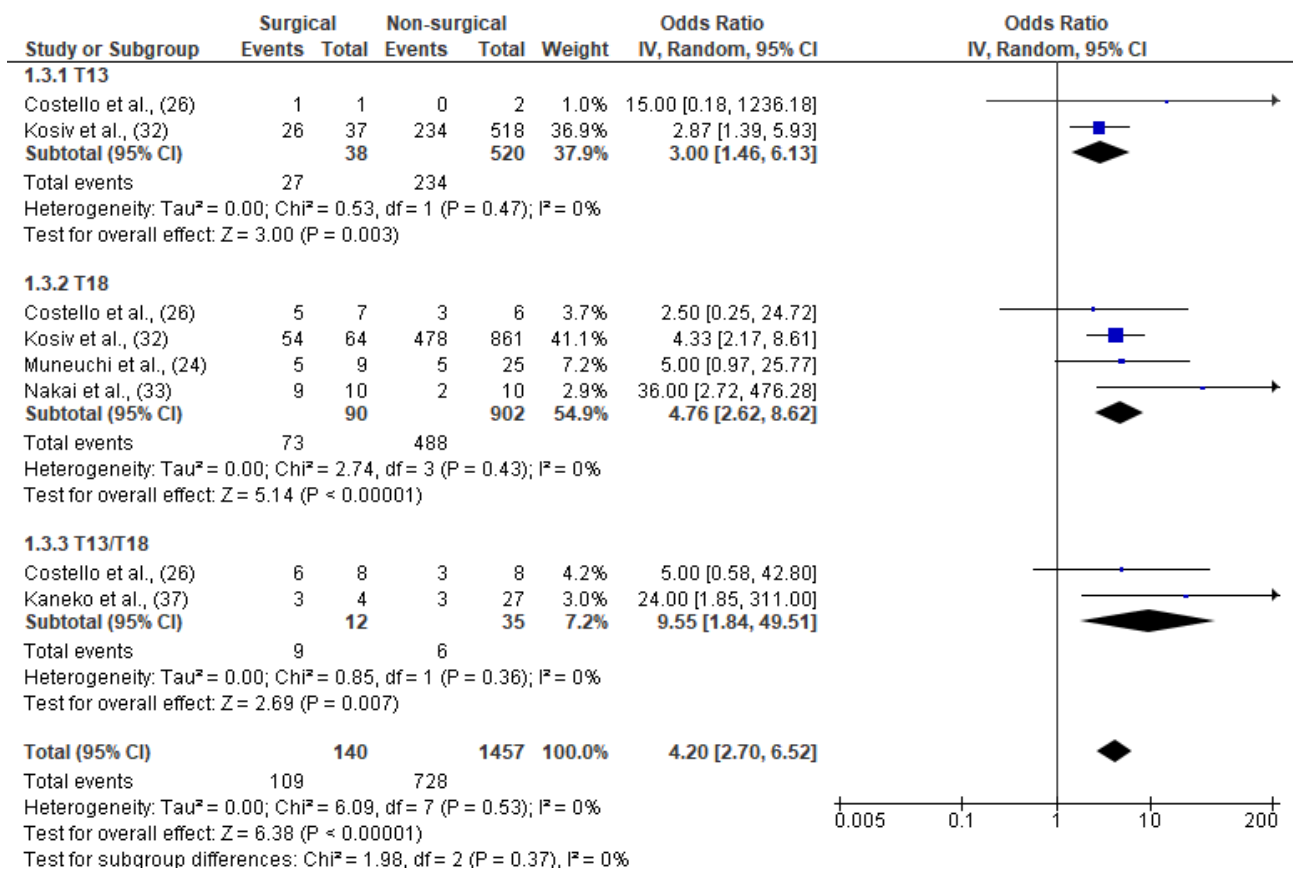 Surgical Non-surgical Odds Ratio Odds Ratio
Study or Subgroup Events Total Events Total Weight IV, Random, 95% CI IV, Random, 95% CI
1.3.1 T13
Costello et al., (26) 1 1 0 2 1.0% 15.00 [0.18, 1236.18]
Kosiv et al., (32) 26 37 234 518 36.9% 2.87 [1.39, 5.93]
Subtotal (95% CI) 38 520 37.9% 3.00 [1.46, 6.13]
Total events 27 234
Heterogeneity: Tau² = 0.00; Chi² = 0.53, df = 1 (P = 0.47); I² = 0%
Test for overall effect: Z = 3.00 (P = 0.003)
1.3.2 T18
Costello et al., (26) 5 7 3 6 3.7% 2.50 [0.25, 24.72]
Kosiv et al., (32) 54 64 478 861 41.1% 4.33 [2.17, 8.61]
Muneuchi et al., (24) 5 9 5 25 7.2% 5.00 [0.97, 25.77]
Nakai et al., (33) 9 10 2 10 2.9% 36.00 [2.72, 476.28]
Subtotal (95% CI) 90 902 54.9% 4.76 [2.62, 8.62]
Total events 73 488
Heterogeneity: Tau² = 0.00; Chi² = 2.74, df = 3 (P = 0.43); I² = 0%
Test for overall effect: Z = 5.14 (P < 0.00001)
1.3.3 T13/T18
Costello et al., (26) 6 8 3 8 4.2% 5.00 [0.58, 42.80]
Kaneko et al., (37) 3 4 3 27 3.0% 24.00 [1.85, 311.00]
Subtotal (95% CI) 12 35 7.2% 9.55 [1.84, 49.51]
Total events 9 6
Heterogeneity: Tau² = 0.00; Chi² = 0.85, df = 1 (P = 0.36); I² = 0%
Test for overall effect: Z = 2.69 (P = 0.007)
Total (95% CI) 140 1457 100.0% 4.20 [2.70, 6.52]
Total events 109 728
Heterogeneity: Tau² = 0.00; Chi² = 6.09, df = 7 (P = 0.53); I² = 0%
Test for overall effect: Z = 6.38 (P < 0.00001)
Test for subgroup differences: Chi² = 1.98, df = 2 (P = 0.37), I² = 0%
0.005 0.1 1 10 200